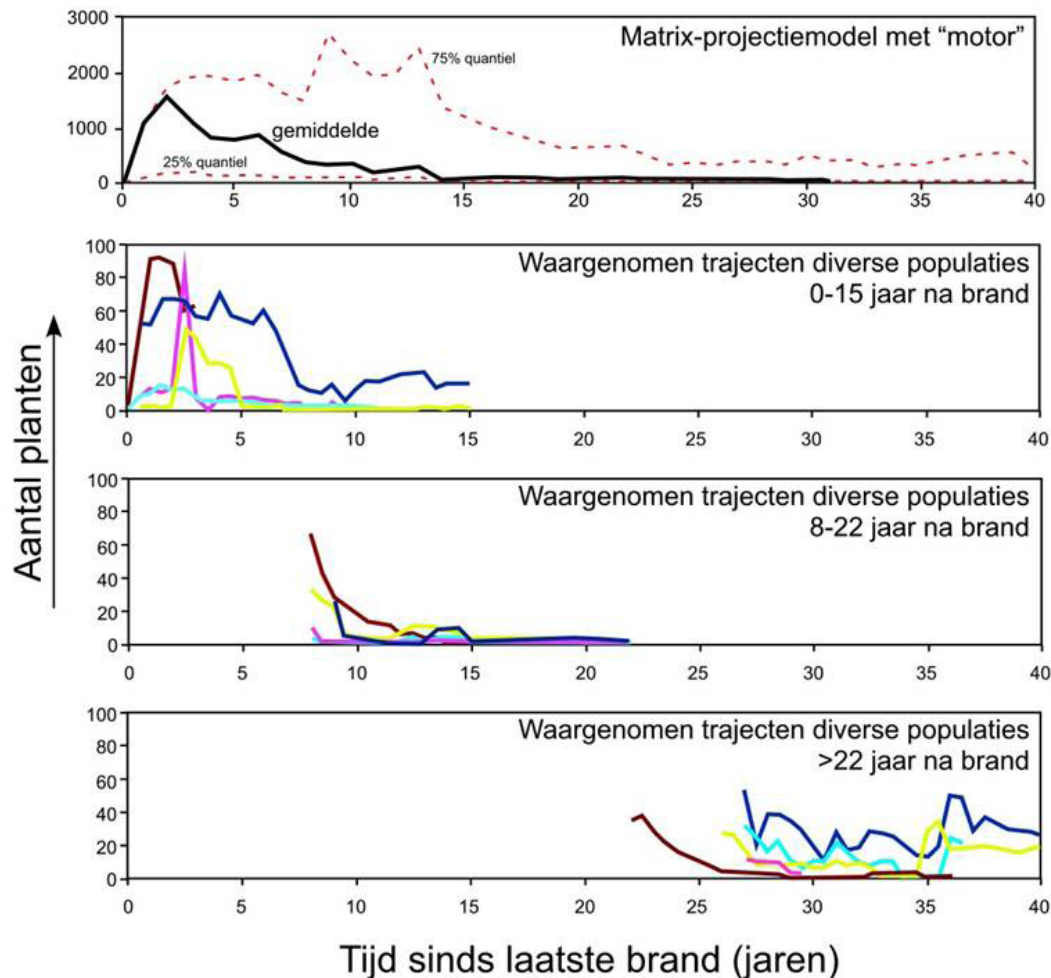 3000
Matrix-projectiemodel met “motor”
75% quantiel
2000
gemiddelde
1000
25% quantiel
0
0 5 10 15 20 25 30 35 40
Aantal planten
100
Waargenomen trajecten diverse populaties
80
0-15 jaar na brand
60
40
20
0
0 5 10 15 20 25 30 35 40
100
Waargenomen trajecten diverse populaties
80
8-22 jaar na brand
60
40
20
0
0 5 10 15 20 25 30 35 40
100
Waargenomen trajecten diverse populaties
80
>22 jaar na brand
60
40
20
0
0 5 10 15 20 25 30 35 40
Tijd sinds laatste brand (jaren)